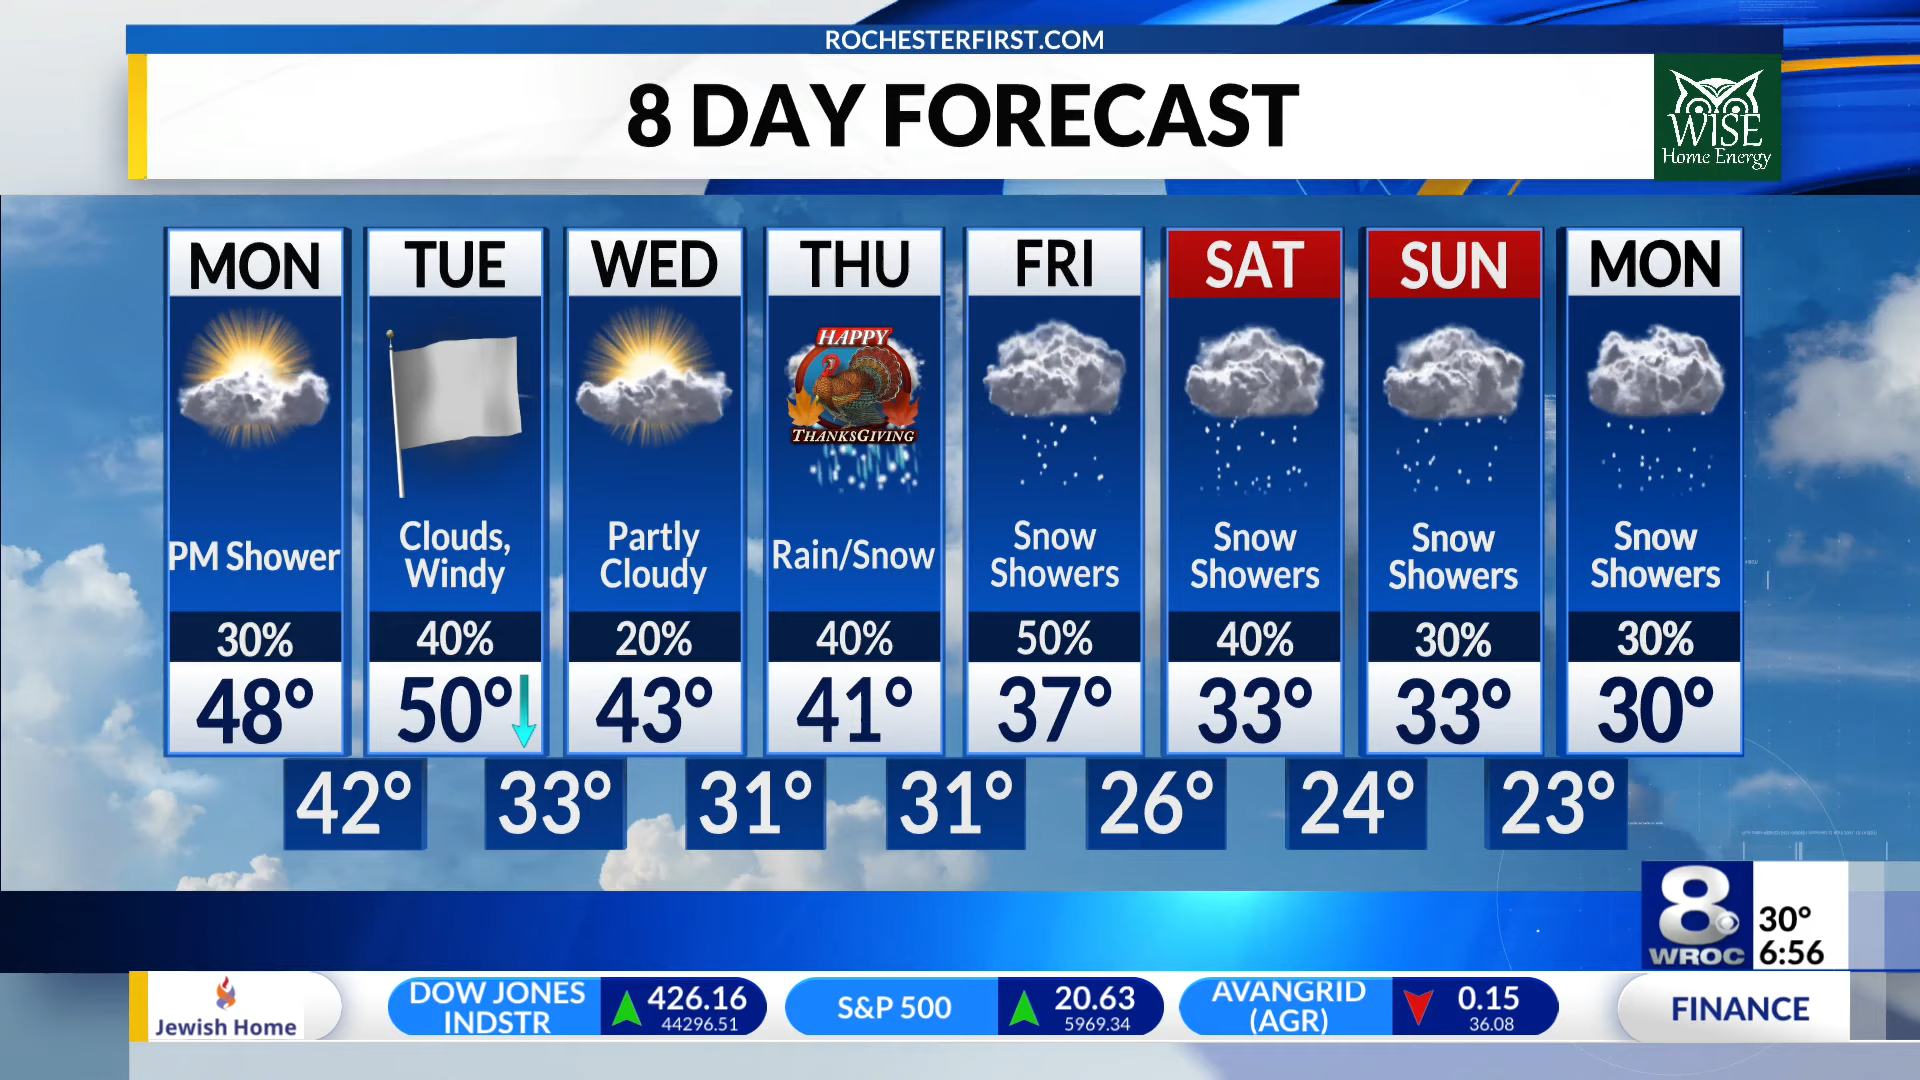 ROCHESTERFIRST.COM
8 DAY FORECAST
WISE
Home Energy
MON
TUE
WED
THU
FRI
SAT
SUN
MON
HAPPY
THANKSGIVING
PM Shower
Clouds,
Windy
Partly
Cloudy
Rain/Snow
Snow
Showers
Snow
Showers
Snow
Showers
Snow
Showers
30%
40%
20%
40%
50%
40%
30%
30%
48°
50°
43°
41°
37°
33°
33°
30°
42°
33°
31°
31°
26°
24°
23°
8
WROC
30°
6:56
Jewish Home
DOW JONES
INDSTR
426.16
44296.51
S&P 500
20.63
5969.34
AVANGRID
(AGR)
0.15
36.08
FINANCE